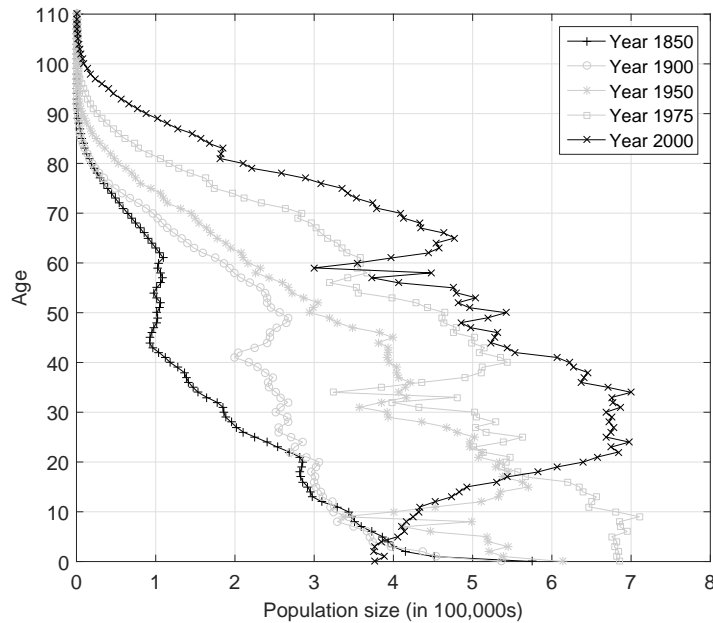 110
100
90
80
70
60
50
40
30
20
10
0
Age
0 1 2 3 4 5 6 7 8
Population size (in 100,000s)
Year 1850
Year 1900
Year 1950
Year 1975
Year 2000